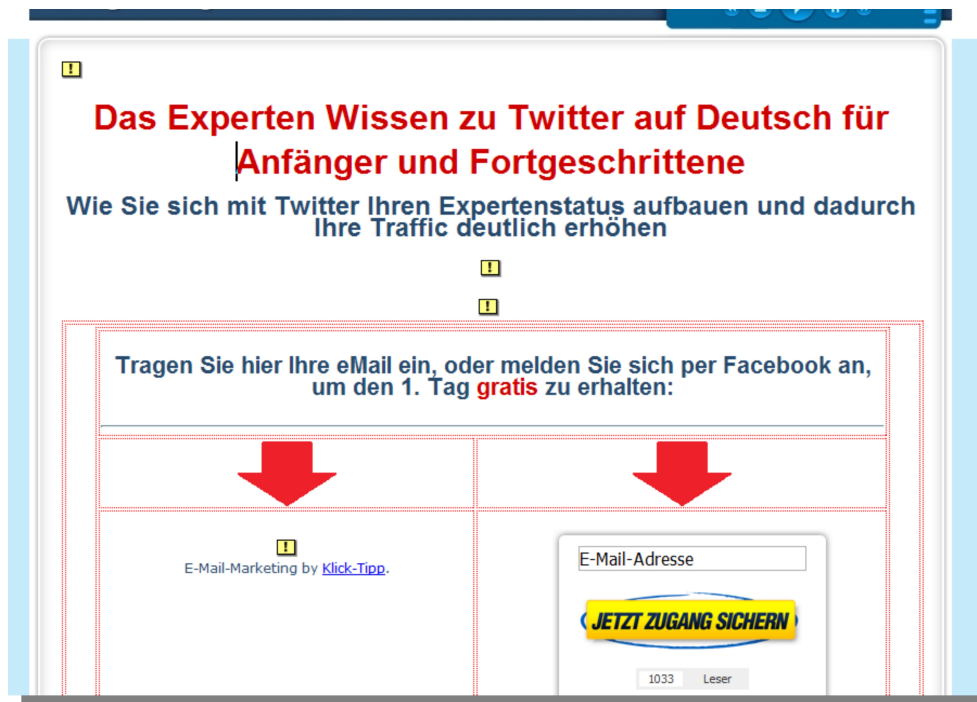 Das Experten Wissen zu Twitter auf Deutsch für
Anfänger und Fortgeschrittene
Wie Sie sich mit Twitter Ihren Expertenstatus aufbauen und dadurch
Ihre Traffic deutlich erhöhen
Tragen Sie hier Ihre eMail ein, oder melden Sie sich per Facebook an,
um den 1. Tag gratis zu erhalten:
E-Mail-Marketing by Klick-Tipp.
E-Mail-Adresse
JETZT ZUGANG SICHERN
1033 Leser